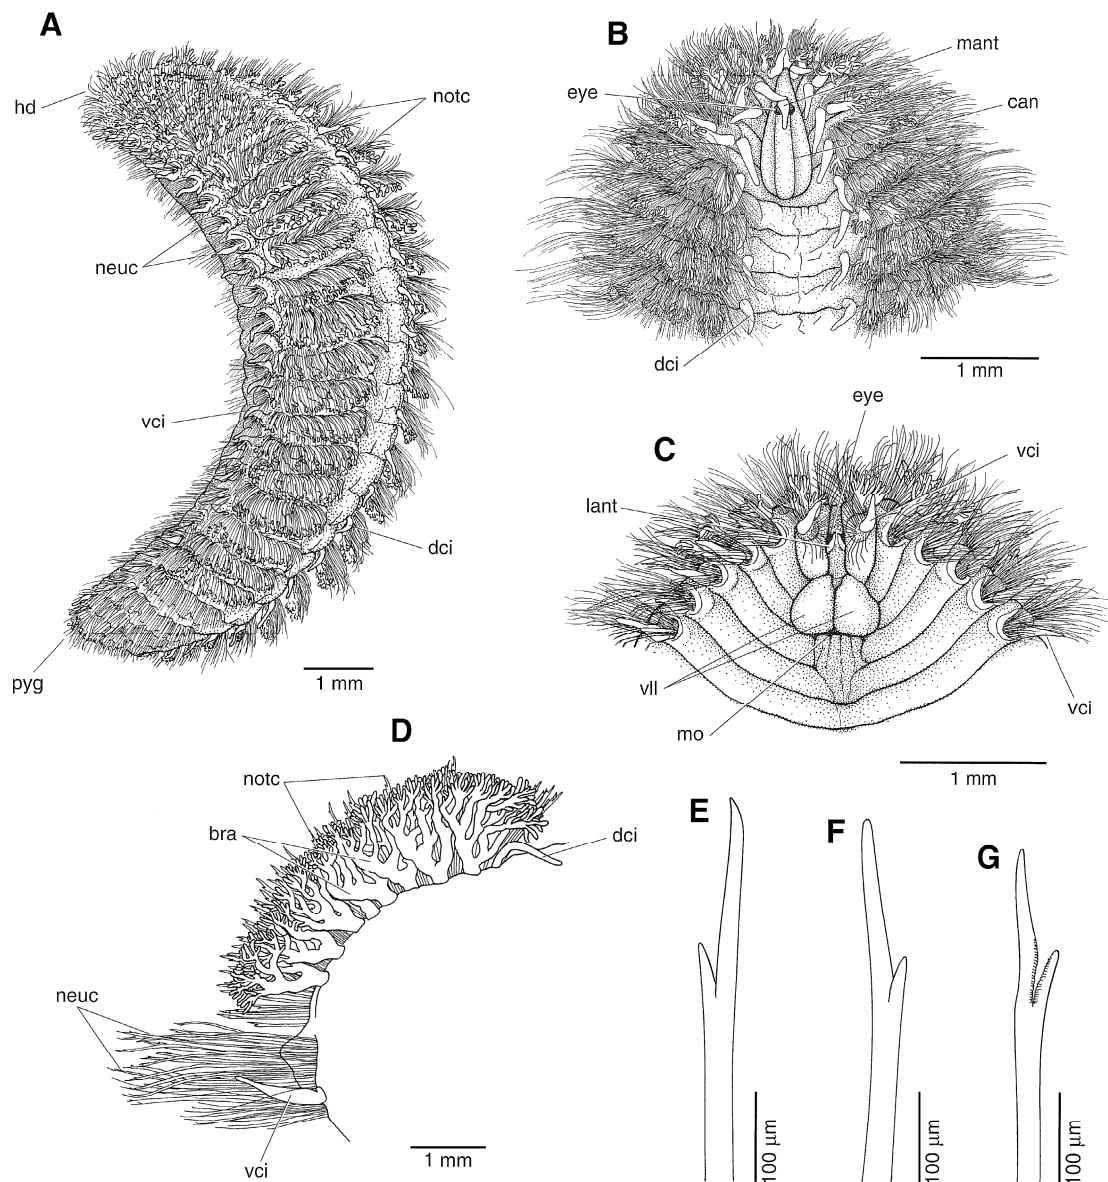 A
hd
notc
neuc
vci
dci
pyg
1 mm
B
mant
eye
can
dci
1 mm
C
eye
vci
lant
vll
mo
vci
1 mm
D
notc
bra
dci
neuc
vci
1 mm
E
100 µm
F
100 µm
G
100 µm